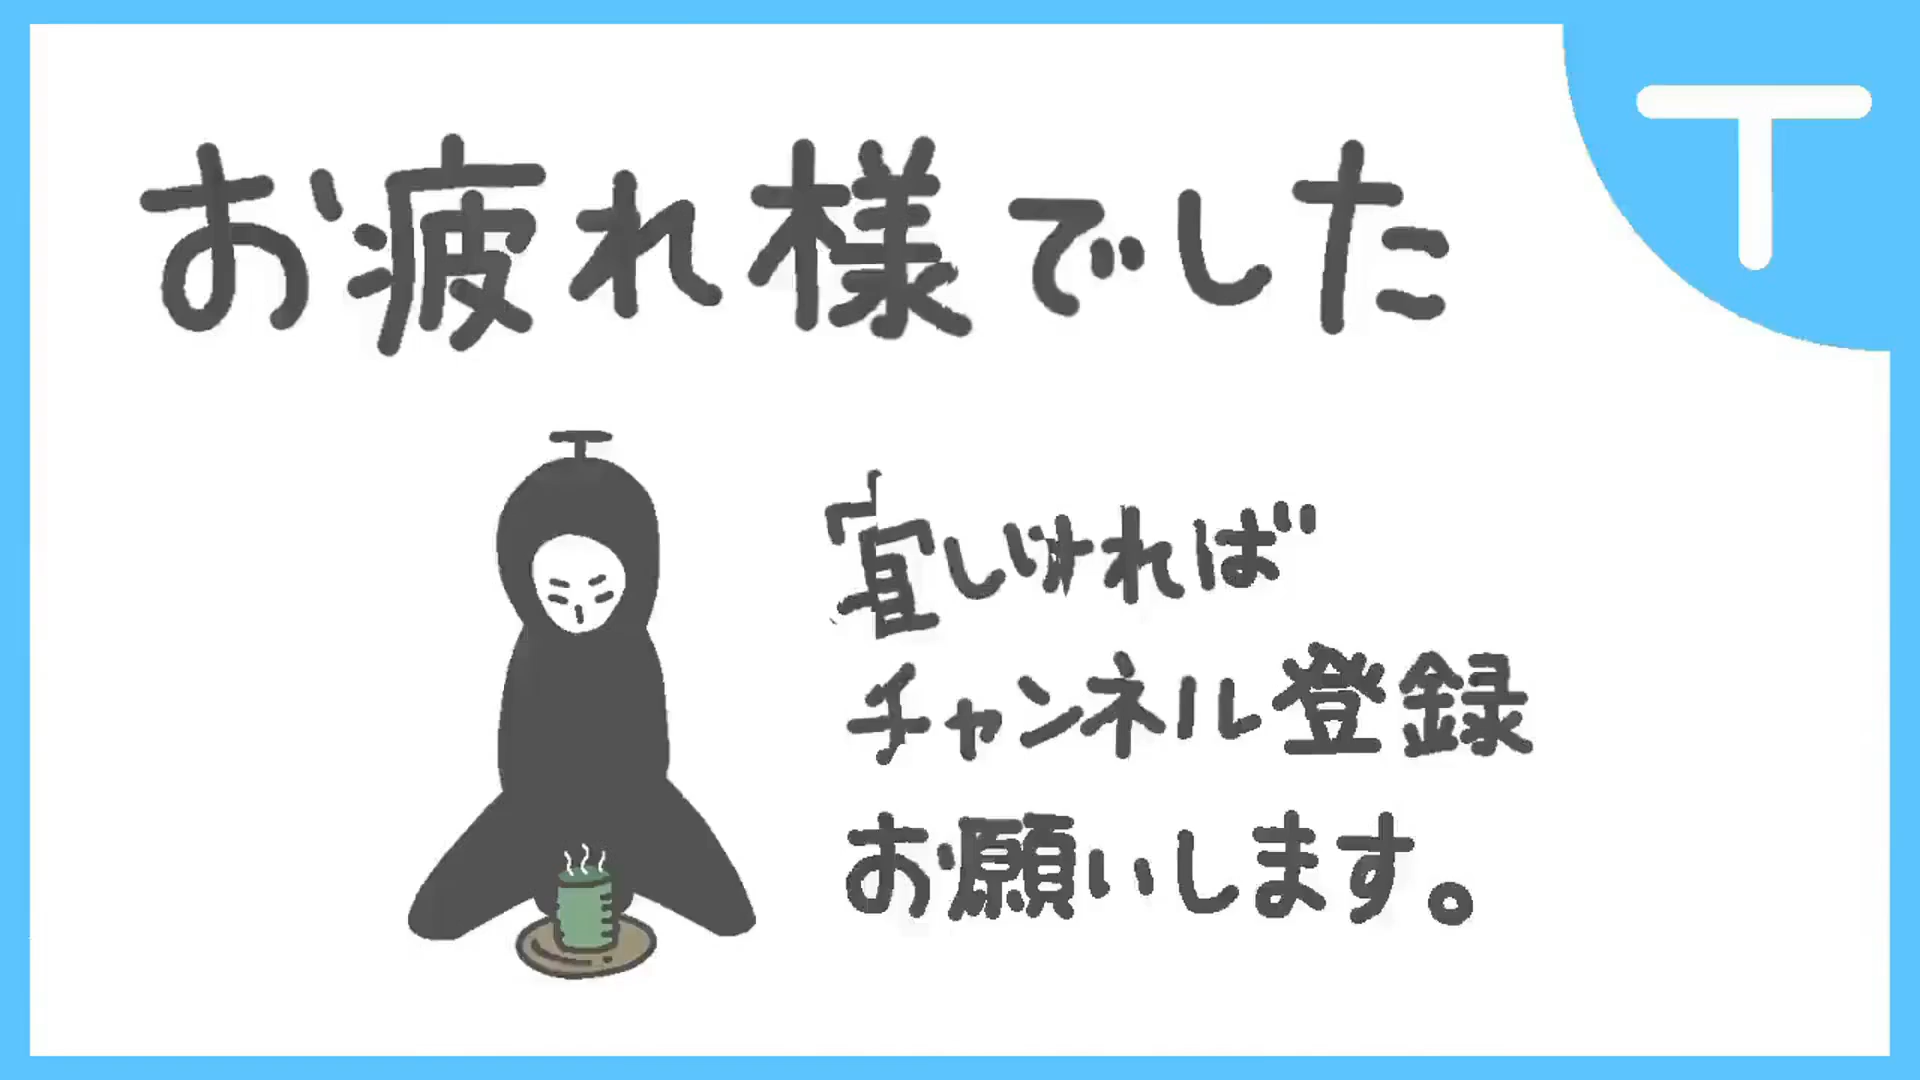 T
お疲れ様でした
宜しければ
チャンネル登録
お願いします。